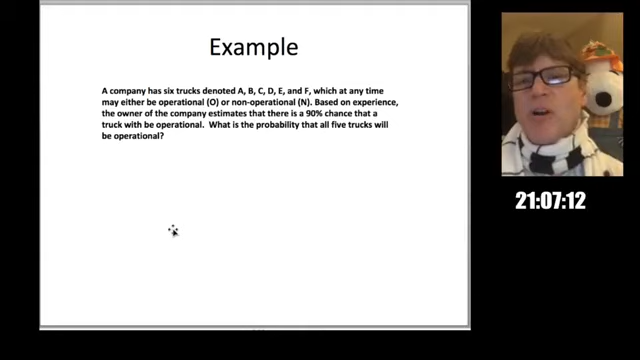 Example
A company has six trucks denoted A, B, C, D, E, and F, which at any time
may either be operational (O) or non-operational (N). Based on experience,
the owner of the company estimates that there is a 90% chance that a
truck with be operational. What is the probability that all five trucks will
be operational?
21:07:12